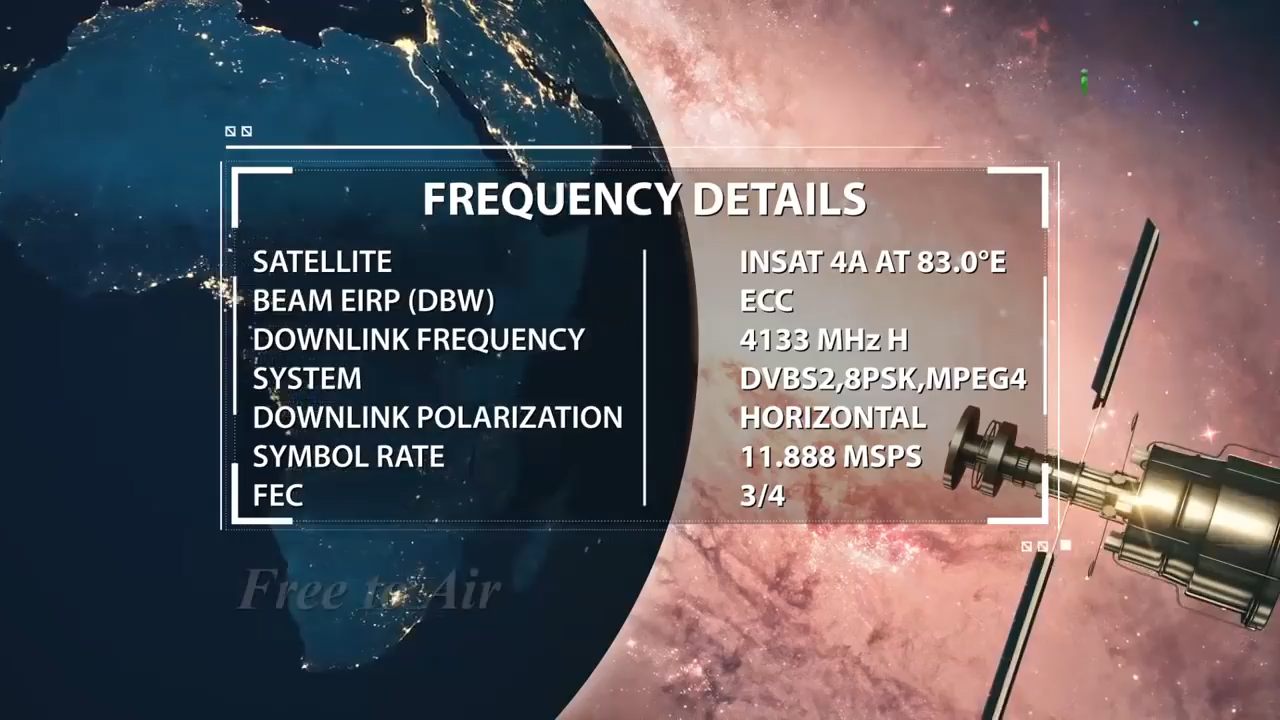 FREQUENCY DETAILS
SATELLITE INSAT 4A AT 83.0°E
BEAM EIRP (DBW) ECC
DOWNLINK FREQUENCY 4133 MHz H
SYSTEM DVBS2,8PSK,MPEG4
DOWNLINK POLARIZATION HORIZONTAL
SYMBOL RATE 11.888 MSPS
FEC 3/4
Free to Air